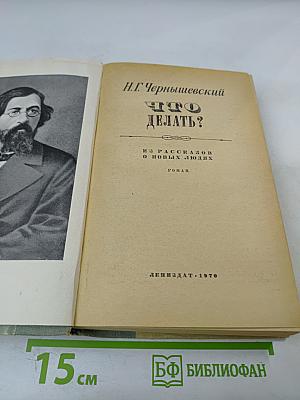 Н.Г. Чернышевский
ЧТО
ДЕЛАТЬ?
ИЗ РАССКАЗОВ
О НОВЫХ ЛЮДЯХ
РОМАН
ЛЕНИЗДАТ • 1970
15 см
БФ БИБЛИОФАН